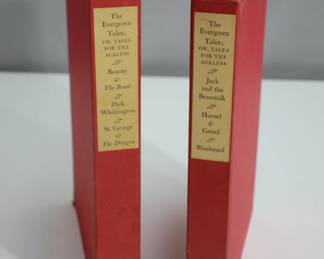 The
Evergreen
Tales;
OR, TALES
FOR THE
AGELESS
Beauty
&
The Beast
Dick
Whittington
St. George
&
The Dragon
The
Evergreen
Tales;
OR, TALES
FOR THE
AGELESS
Jack
and the
Beanstalk
Hansel
&
Gretel
Bluebeard